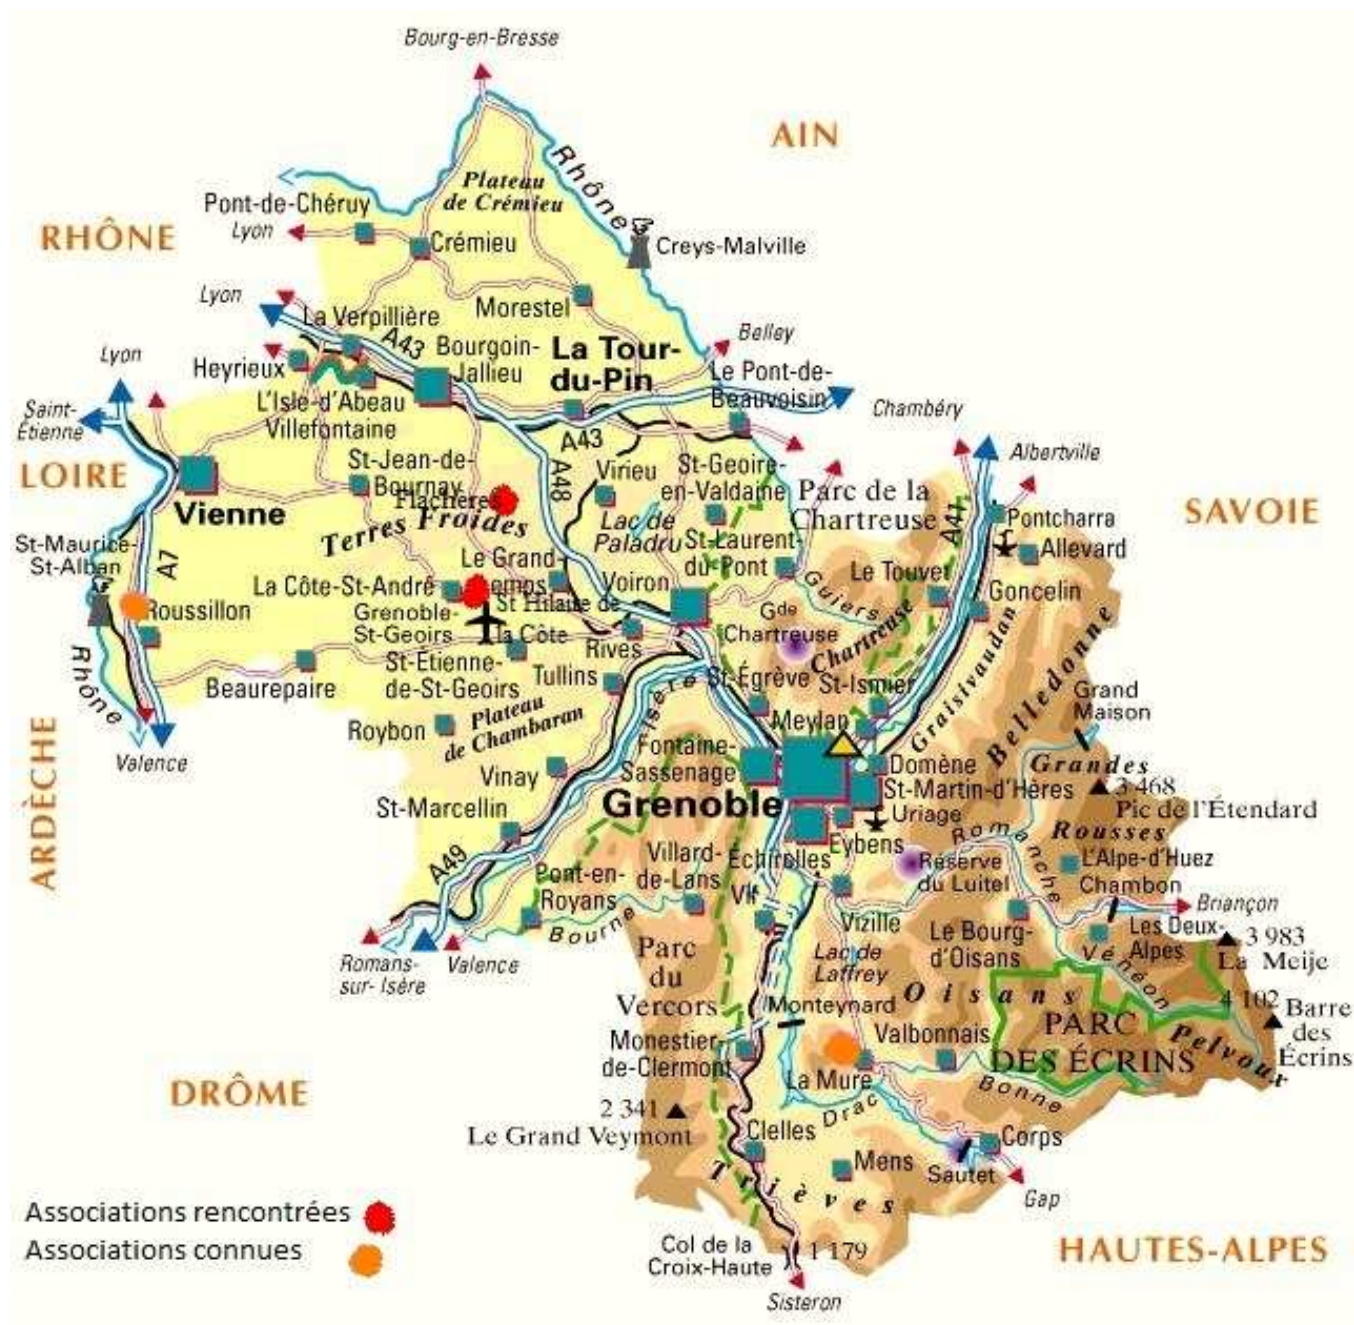 Bourg-en-Bresse
AIN
Rhône
Plateau
de Crémieu
Pont-de-Chéruy
RHÔNE
Lyon
Crémieu
Creys-Malville
Lyon
Morestel
La Verpillière
A43
Belley
Lyon
Heyrieux
Bourgoin-
Jallieu
La Tour-
du-Pin
Le Pont-de-
Beauvoisin
L'Isle-d'Abeau
Villefontaine
Saint-
Étienne
Chambéry
A43
Albertville
LOIRE
St-Jean-de-
Bournay
A48
Virieu
St-Geoire-
en-Valdaine
Parc de la
Chartreuse
A41
SAVOIE
Vienne
Flachères
Terres Froides
Lac de
Paladru
St-Laurent-
du-Pont
Pontcharra
Allevard
St-Maurice-
St-Alban
A7
Le Grand-
Lemps
Voiron
Le Touvet
Goncelin
La Côte-St-André
Guiers
Roussillon
Grenoble-
St-Geoirs
St Hilaire de
la Côte
Gde
Chartreuse
Chartreuse
Rives
Rhône
Beaurepaire
St-Étienne-
de-St-Geoirs
Tullins
Isère
St-Égrève
St-Ismier
Graisivaudan
Belledonne
Grand
Maison
Roybon
Plateau
de Chambaran
Meylan
Valence
Vinay
Fontaine-
Sassenage
Domène
Grandes
Rousses
3 468
Pic de l'Étendard
ARDÈCHE
St-Marcellin
Grenoble
St-Martin-d'Hères
Uriage
Eybens
Romanche
A49
Villard-
de-Lans
Echirolles
Réserve
du Luitel
L'Alpe-d'Huez
Chambon
Pont-en-
Royans
Vif
Vizille
Briançon
Bourne
Le Bourg-
d'Oisans
Les Deux-
Alpes
3 983
La Meije
Romans-
sur-Isère
Valence
Parc
du
Vercors
Lac de
Laffrey
Vénéon
Oisans
Monteynard
4 102
Barre
des
Écrins
Monestier-
de-Clermont
Valbonnais
PARC
DES ÉCRINS
Pelvoux
La Mure
Bonne
DRÔME
2 341
Le Grand Veymont
Drac
Clelles
Corps
Mens
Sautet
Trièves
Gap
Associations rencontrées
Associations connues
Col de la
Croix-Haute
1 179
HAUTES-ALPES
Sisteron